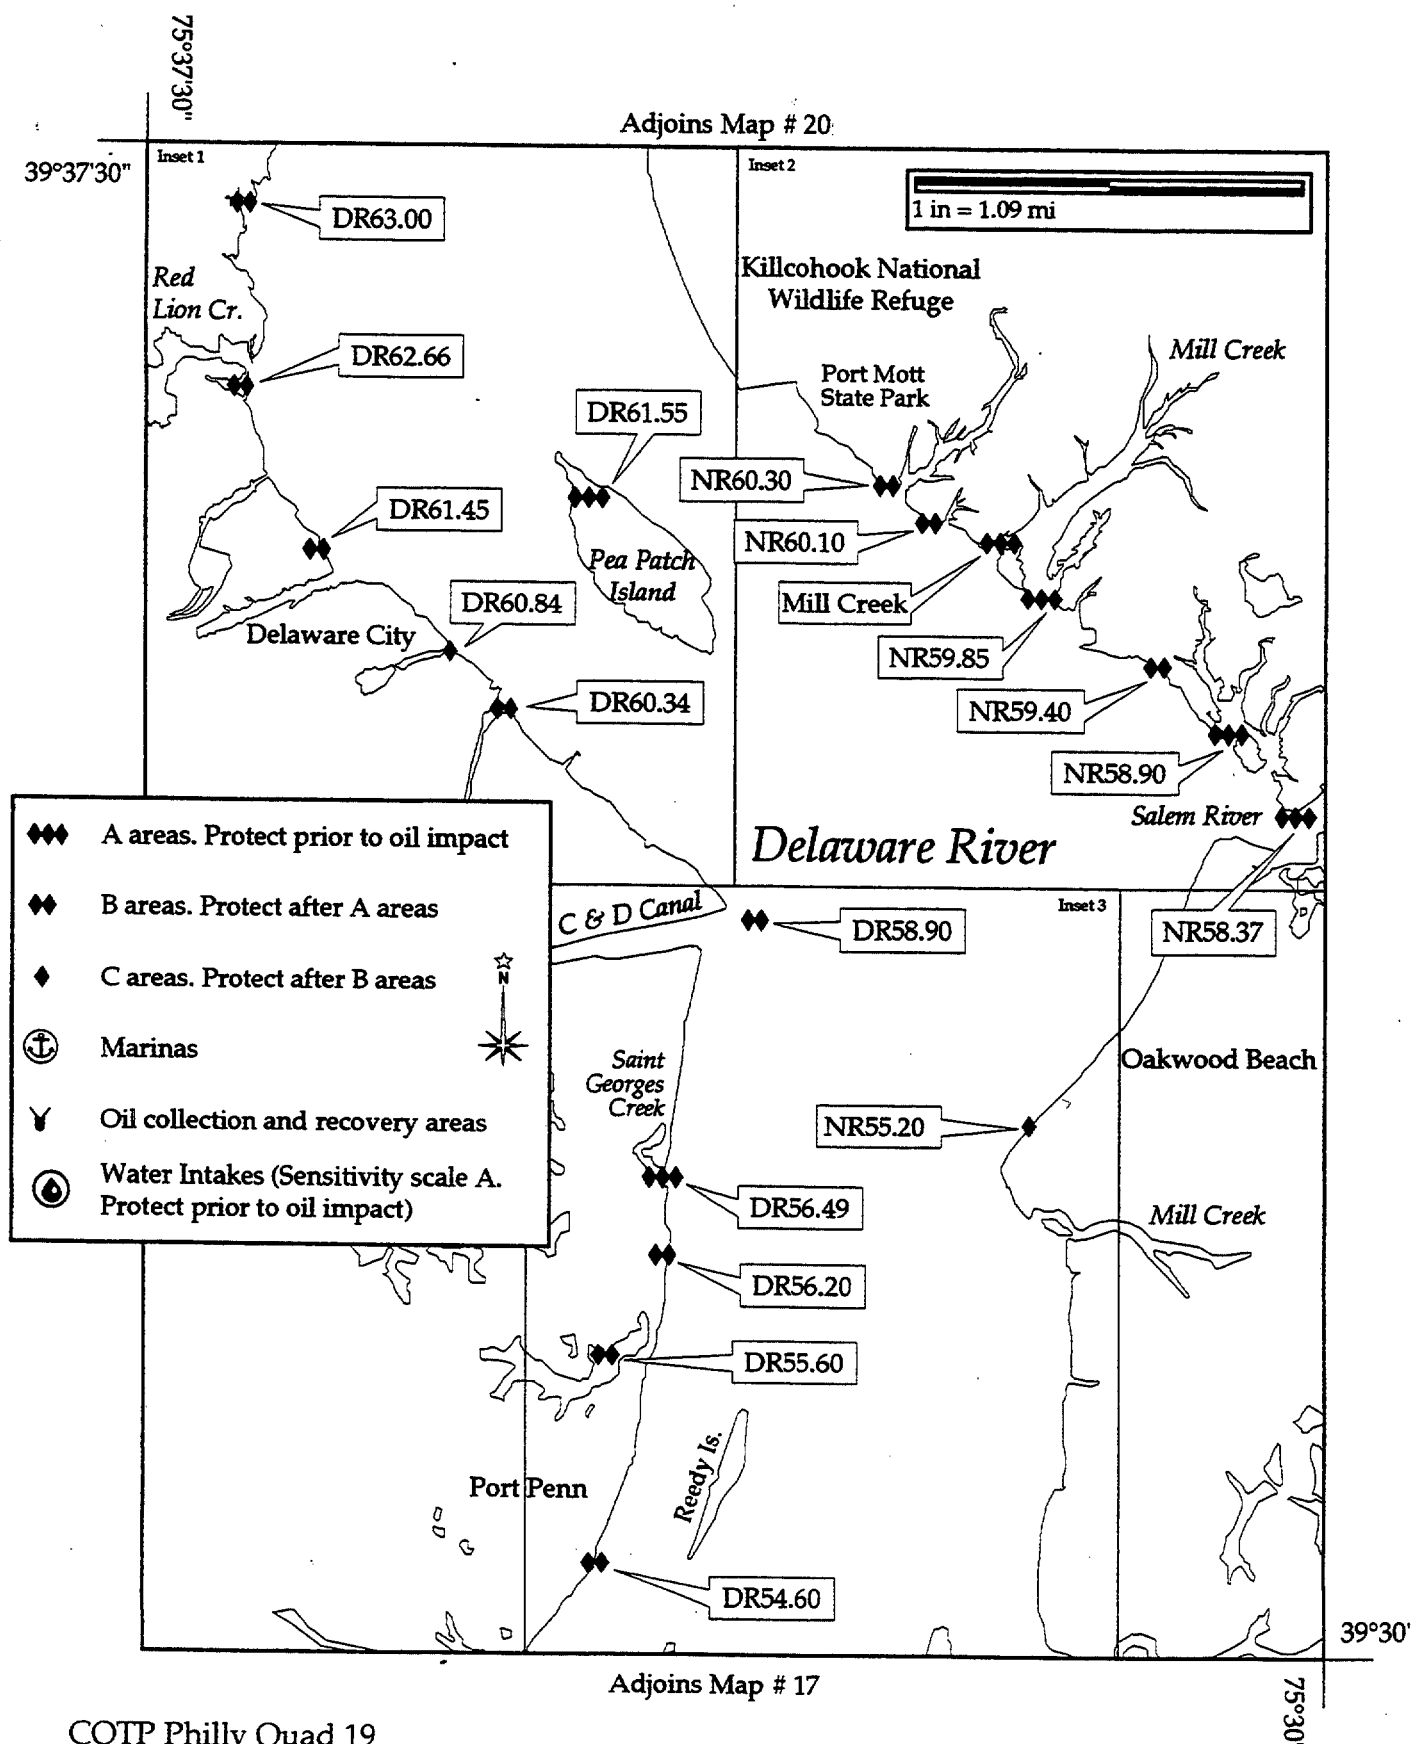 75°37'30"
Adjoins Map # 20
39°37'30"
Inset 1
Inset 2
1 in = 1.09 mi
DR63.00
Red
Lion Cr.
Killcohook National
Wildlife Refuge
DR62.66
Mill Creek
Port Mott
State Park
DR61.55
NR60.30
DR61.45
NR60.10
Pea Patch
Island
Mill Creek
DR60.84
Delaware City
NR59.85
DR60.34
NR59.40
NR58.90
Salem River
Delaware River
A areas. Protect prior to oil impact
B areas. Protect after A areas
C areas. Protect after B areas
N
Marinas
Oil collection and recovery areas
Water Intakes (Sensitivity scale A.
Protect prior to oil impact)
C & D Canal
Inset 3
DR58.90
NR58.37
Saint
Georges
Creek
Oakwood Beach
NR55.20
DR56.49
Mill Creek
DR56.20
DR55.60
Reedy Is.
Port Penn
DR54.60
39°30'
Adjoins Map # 17
75°30'
COTP Philly Quad 19